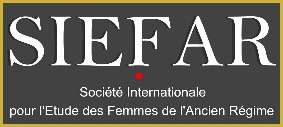 SIEFAR
Société Internationale
pour l'Etude des Femmes de l'Ancien Régime